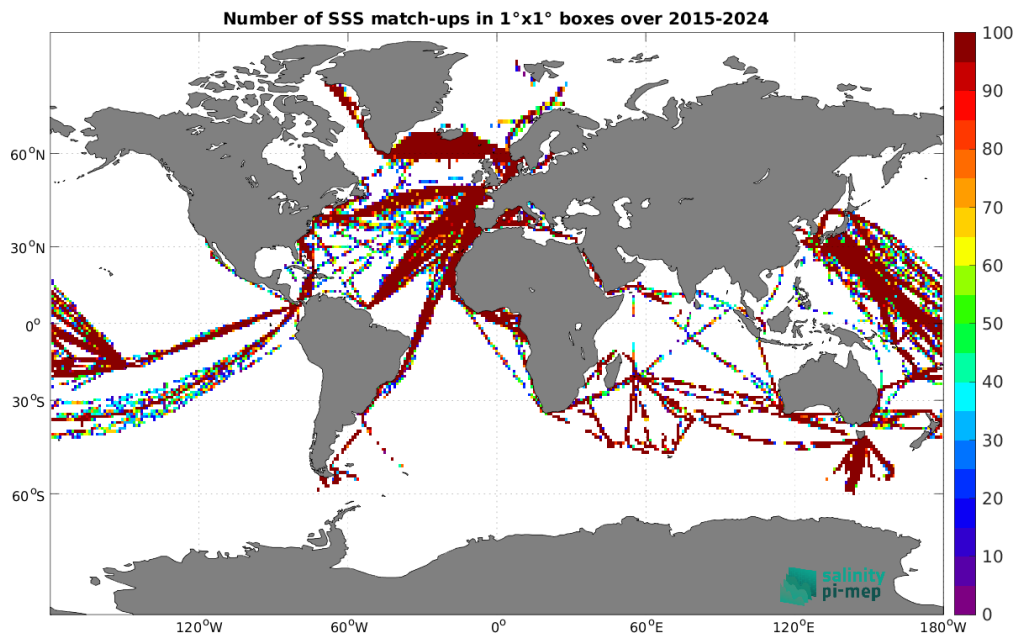 Number of SSS match-ups in 1°x1° boxes over 2015-2024
100
90
80
70
60
50
40
30
20
10
0
60°N
30°N
0°
30°S
60°S
120°W
60°W
0°E
60°E
120°E
180°W
salinity
pi-mep